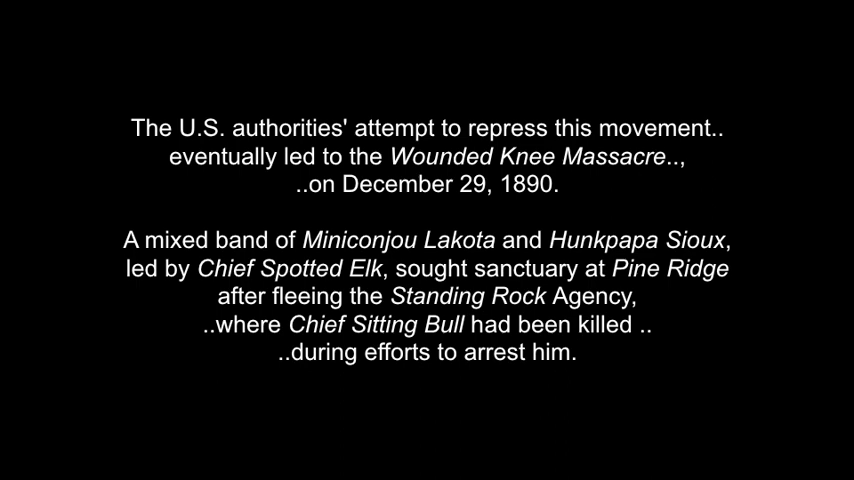 The U.S. authorities' attempt to repress this movement..
eventually led to the Wounded Knee Massacre..,
..on December 29, 1890.
A mixed band of Miniconjou Lakota and Hunkpapa Sioux,
led by Chief Spotted Elk, sought sanctuary at Pine Ridge
after fleeing the Standing Rock Agency,
..where Chief Sitting Bull had been killed ..
..during efforts to arrest him.